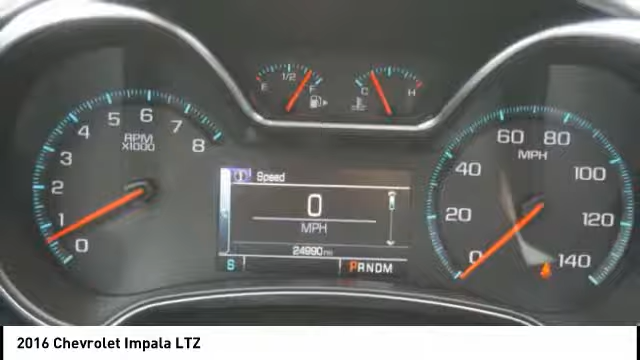 1/2
E F
C H
0 1 2 3 4 5 6 7 8
RPM
X1000
Speed
0
MPH
24990 mi
S PRNDM
0 20 40 60 80 100 120 140
MPH
2016 Chevrolet Impala LTZ